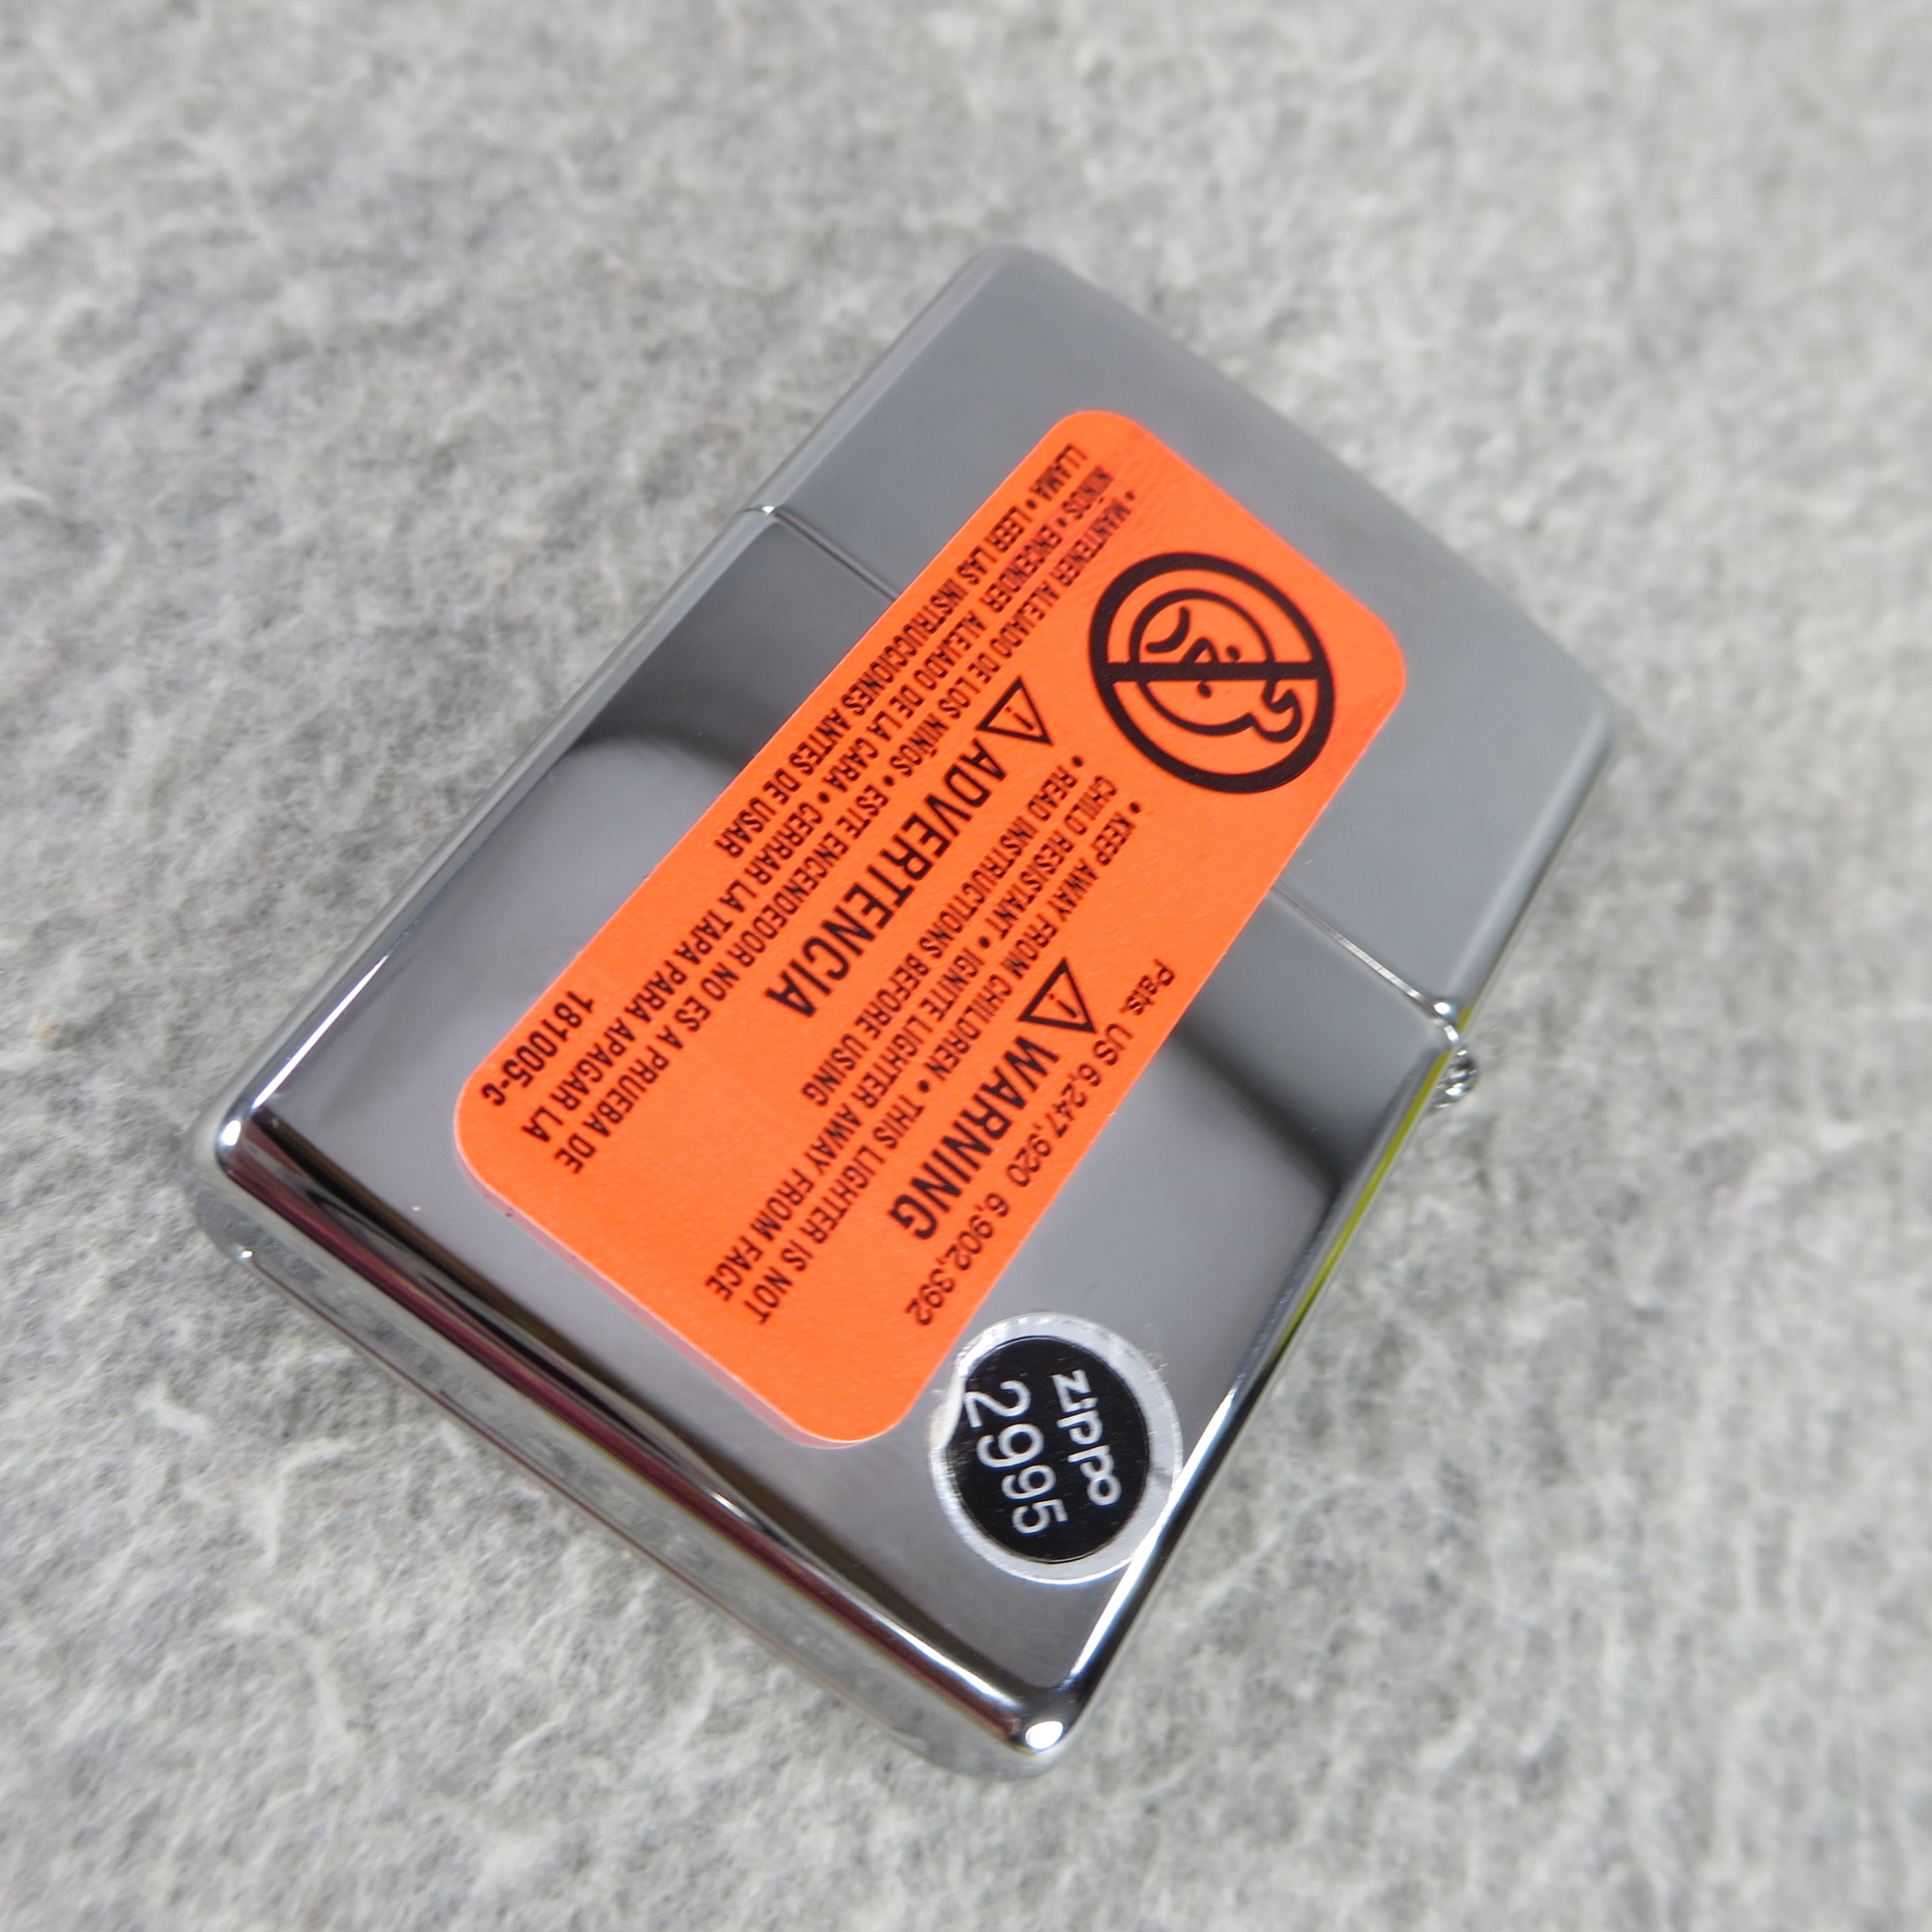 Pats. US 6,247,920 6,902,392
WARNING
• KEEP AWAY FROM CHILDREN • THIS LIGHTER IS NOT
CHILD RESISTANT • IGNITE LIGHTER AWAY FROM FACE
• READ INSTRUCTIONS BEFORE USING
ADVERTENCIA
• MANTENER ALEJADO DE LOS NIÑOS • ESTE ENCENDEDOR NO ES A PRUEBA DE
NIÑOS • ENCENDER ALEJADO DE LA CARA • CERRAR LA TAPA PARA APAGAR LA
LLAMA • LEER LAS INSTRUCCIONES ANTES DE USAR
181005-C
zippo
2995